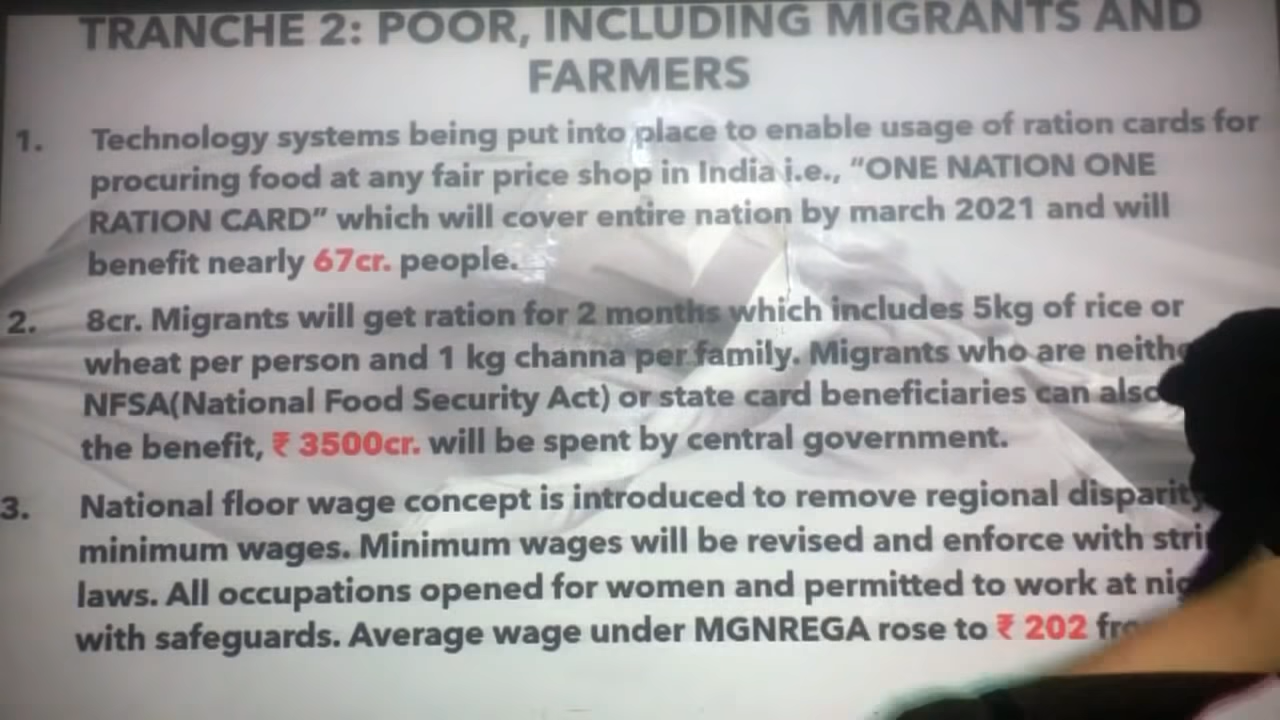 TRANCHE 2: POOR, INCLUDING MIGRANTS AND
FARMERS
1. Technology systems being put into place to enable usage of ration cards for
procuring food at any fair price shop in India i.e., "ONE NATION ONE
RATION CARD" which will cover entire nation by march 2021 and will
benefit nearly 67cr. people.
2. 8cr. Migrants will get ration for 2 months which includes 5kg of rice or
wheat per person and 1 kg channa per family. Migrants who are
NFSA(National Food Security Act) or state card beneficiaries can also
the benefit, ₹ 3500cr. will be spent by central government.
3. National floor wage concept is introduced to remove regional disparity
minimum wages. Minimum wages will be revised and enforce with
laws. All occupations opened for women and permitted to work at
with safeguards. Average wage under MGNREGA rose to ₹ 202